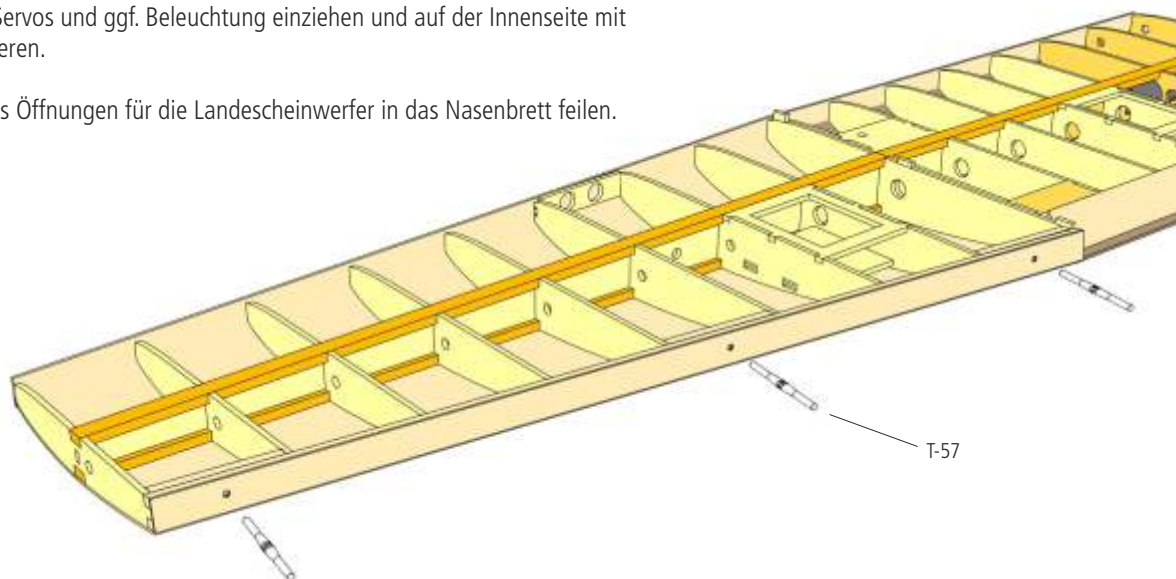 Servos und ggf. Beleuchtung einziehen und auf der Innenseite mit
Öffnungen für die Landescheinwerfer in das Nasenbrett feilen.
T-57